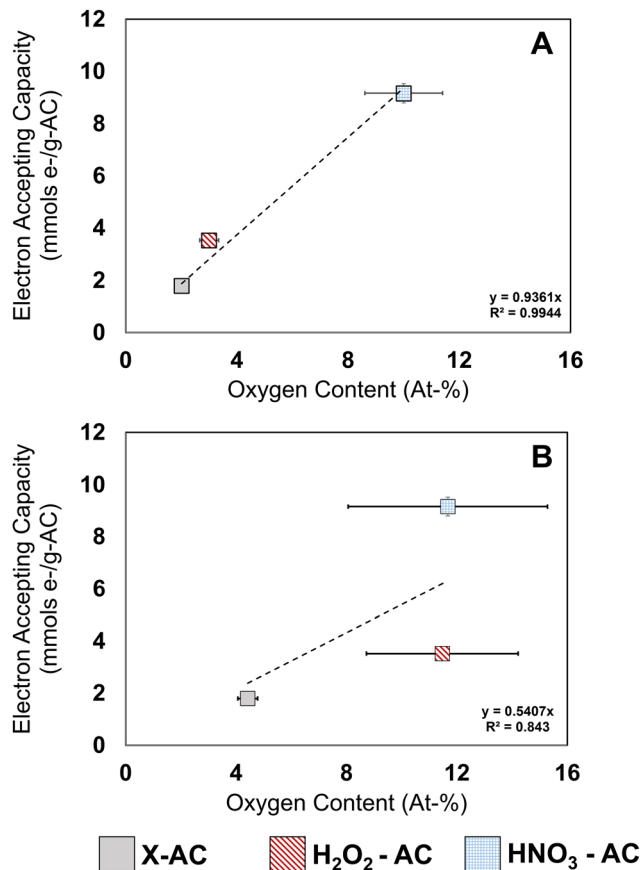 A
Electron Accepting Capacity
(mmols e-/g-AC)
12
10
8
6
4
2
0
y = 0.9361x
R² = 0.9944
0 4 8 12 16
Oxygen Content (At-%)
B
Electron Accepting Capacity
(mmols e-/g-AC)
12
10
8
6
4
2
0
y = 0.5407x
R² = 0.843
0 4 8 12 16
Oxygen Content (At-%)
X-AC H₂O₂ - AC HNO₃ - AC